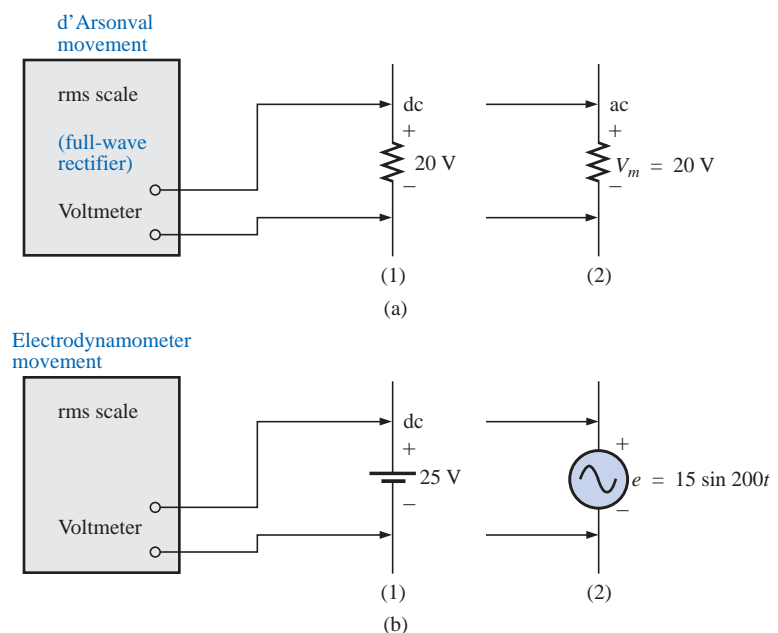 d'Arsonval
movement
rms scale
(full-wave
rectifier)
Voltmeter
dc
+
20 V
−
(1)
ac
+
Vm = 20 V
−
(2)
(a)
Electrodynamometer
movement
rms scale
Voltmeter
dc
+
25 V
−
(1)
+
e = 15 sin 200t
−
(2)
(b)